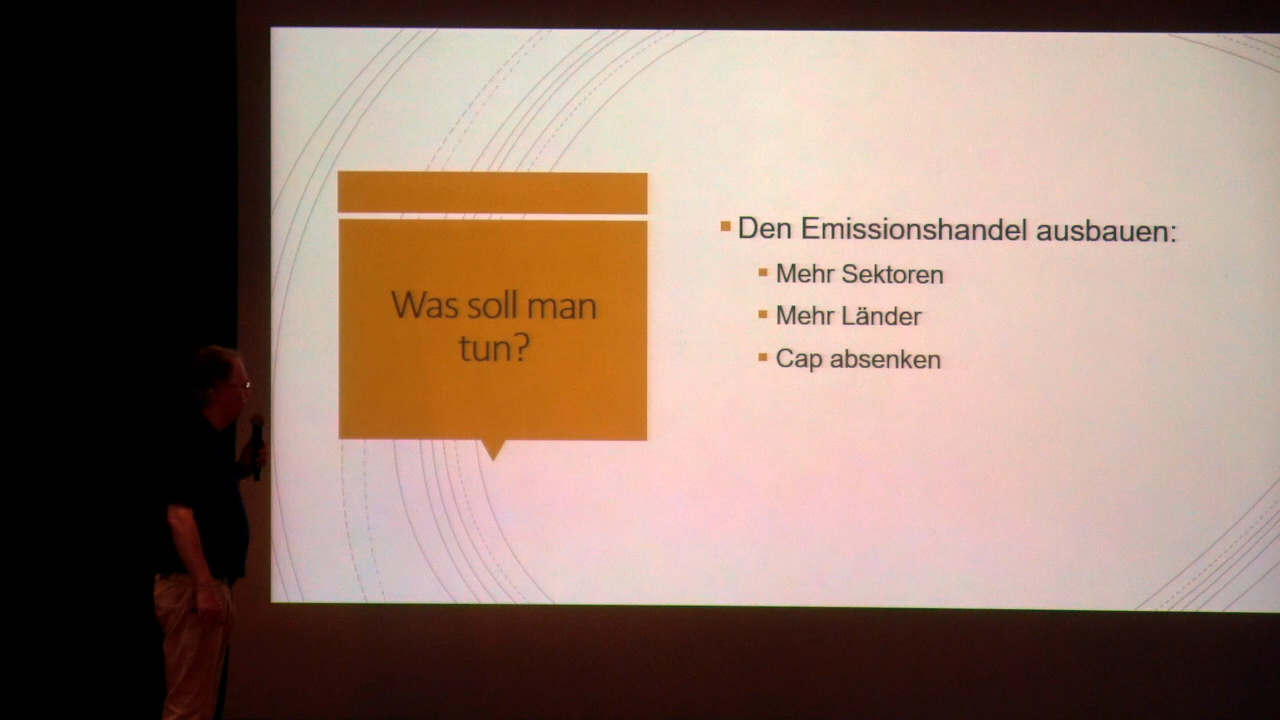 Was soll man
tun?
Den Emissionshandel ausbauen:
Mehr Sektoren
Mehr Länder
Cap absenken